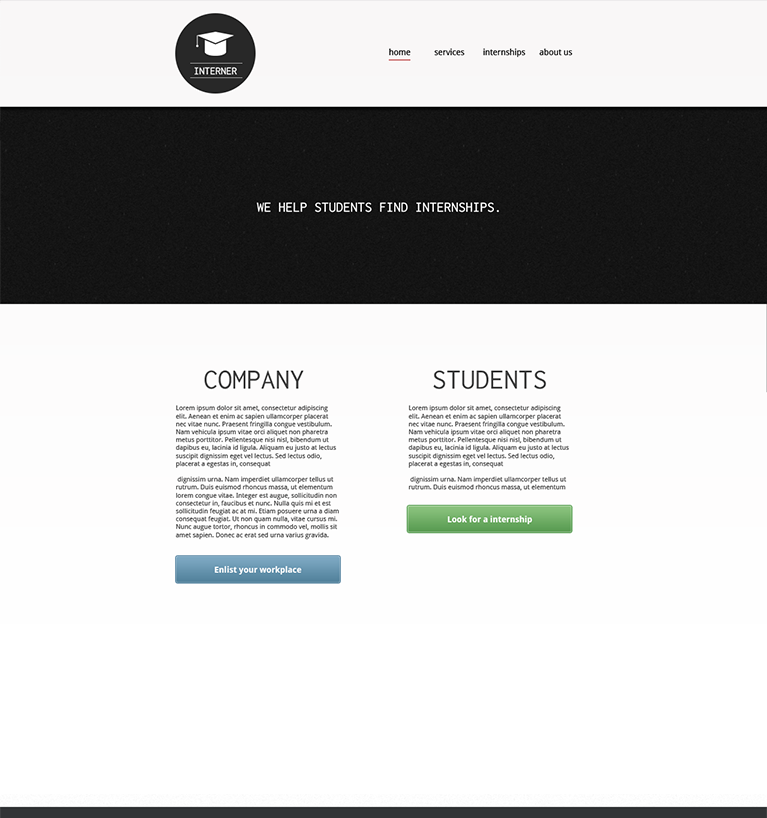 INTERNER
home services internships about us
WE HELP STUDENTS FIND INTERNSHIPS.
COMPANY
Lorem ipsum dolor sit amet, consectetur adipiscing
elit. Aenean et enim ac sapien ullamcorper placerat
nec vitae nunc. Praesent fringilla congue vestibulum.
Nam vehicula ipsum vitae orci aliquet non pharetra
metus porttitor. Pellentesque nisi nisl, bibendum ut
dapibus eu, lacinia id ligula. Aliquam eu justo at lectus
suscipit dignissim eget vel lectus. Sed lectus odio,
placerat a egestas in, consequat
dignissim urna. Nam imperdiet ullamcorper tellus ut
rutrum. Duis euismod rhoncus massa, ut elementum
lorem congue vitae. Integer est augue, sollicitudin non
consectetur in, faucibus et nunc. Nulla quis mi et est
sollicitudin feugiat ac at mi. Etiam posuere urna a diam
consequat feugiat. Ut non quam nulla, vitae cursus mi.
Nunc augue tortor, rhoncus in commodo vel, mollis sit
amet sapien. Donec ac erat sed urna varius gravida.
Enlist your workplace
STUDENTS
Lorem ipsum dolor sit amet, consectetur adipiscing
elit. Aenean et enim ac sapien ullamcorper placerat
nec vitae nunc. Praesent fringilla congue vestibulum.
Nam vehicula ipsum vitae orci aliquet non pharetra
metus porttitor. Pellentesque nisi nisl, bibendum ut
dapibus eu, lacinia id ligula. Aliquam eu justo at lectus
suscipit dignissim eget vel lectus. Sed lectus odio,
placerat a egestas in, consequat
dignissim urna. Nam imperdiet ullamcorper tellus ut
rutrum. Duis euismod rhoncus massa, ut elementum
Look for a internship